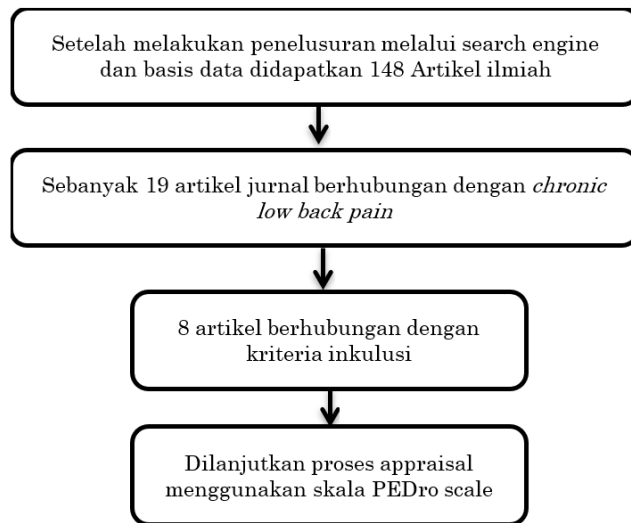 Setelah melakukan penelusuran melalui search engine
dan basis data didapatkan 148 Artikel ilmiah
Sebanyak 19 artikel jurnal berhubungan dengan chronic
low back pain
8 artikel berhubungan dengan
kriteria inkulusi
Dilanjutkan proses appraisal
menggunakan skala PEDro scale